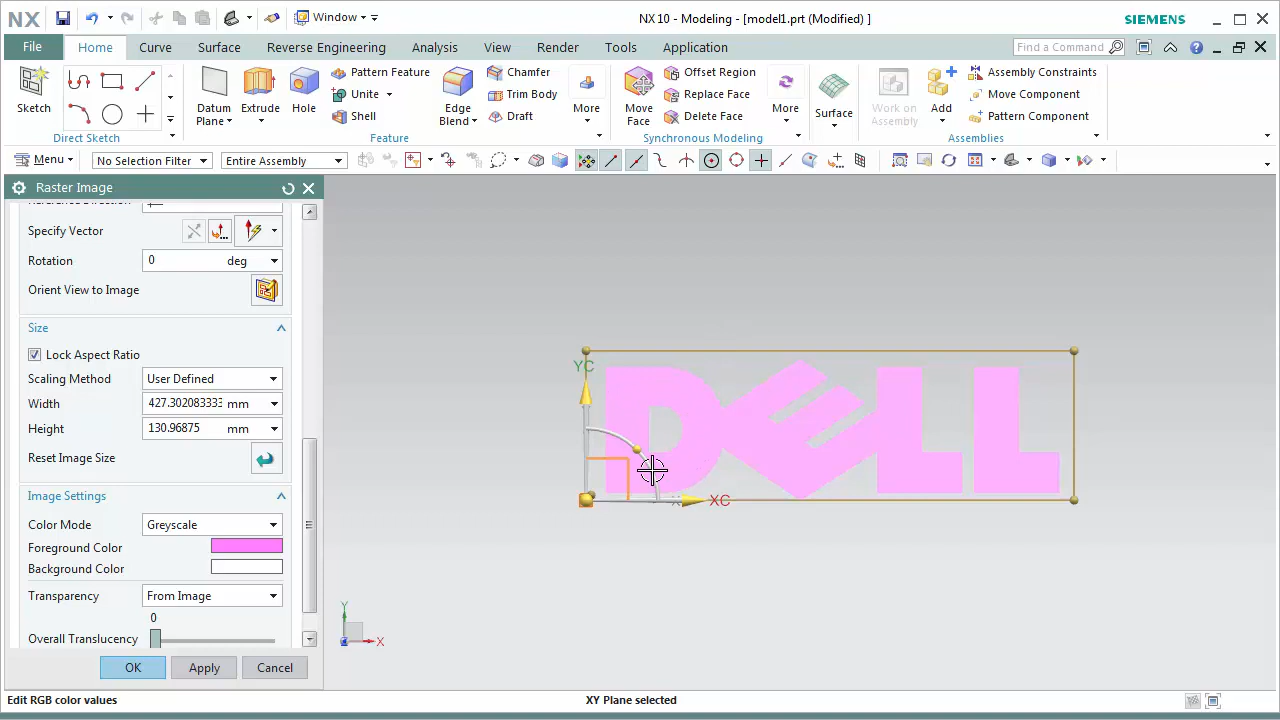 NX
Window
NX 10 - Modeling - [model1.prt (Modified) ]
SIEMENS
File
Home
Curve
Surface
Reverse Engineering
Analysis
View
Render
Tools
Application
Find a Command
Sketch
Direct Sketch
Datum
Plane
Extrude
Hole
Pattern Feature
Unite
Shell
Edge
Blend
Chamfer
Trim Body
Draft
More
Feature
Move
Face
Offset Region
Replace Face
Delete Face
More
Synchronous Modeling
Surface
Work on
Assembly
Add
Assembly Constraints
Move Component
Pattern Component
Assemblies
Menu
No Selection Filter
Entire Assembly
Raster Image
Specify Vector
Rotation
0 deg
Orient View to Image
Size
Lock Aspect Ratio
Scaling Method
User Defined
Width
427.302083333 mm
Height
130.96875 mm
Reset Image Size
Image Settings
Color Mode
Greyscale
Foreground Color
Background Color
Transparency
From Image
0
Overall Translucency
OK
Apply
Cancel
YC
DELL
XC
Y
X
Edit RGB color values
XY Plane selected